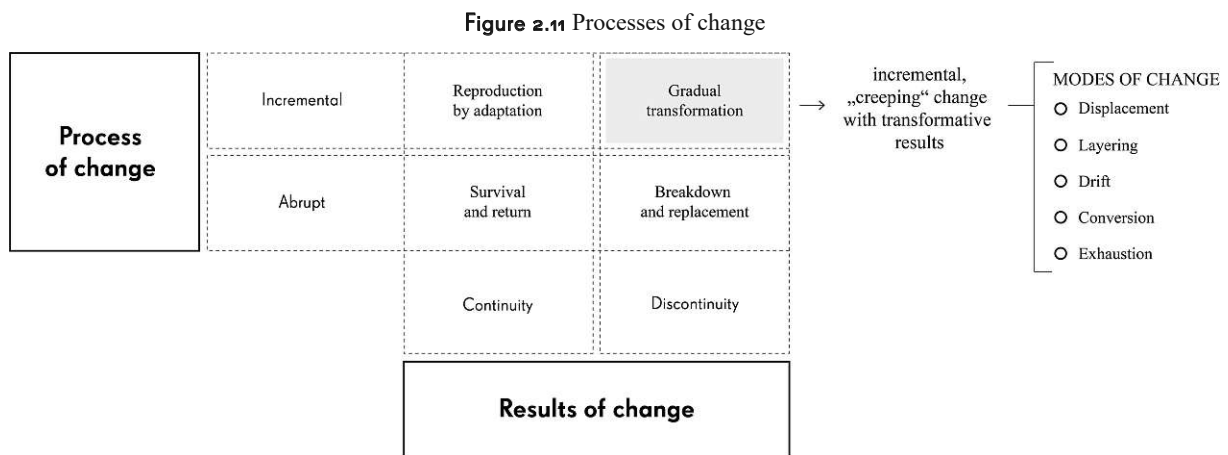 Figure 2.11 Processes of change
Process
of change
Incremental
Reproduction
by adaptation
Gradual
transformation
incremental,
„creeping“ change
with transformative
results
MODES OF CHANGE
Displacement
Layering
Drift
Conversion
Exhaustion
Abrupt
Survival
and return
Breakdown
and replacement
Continuity
Discontinuity
Results of change